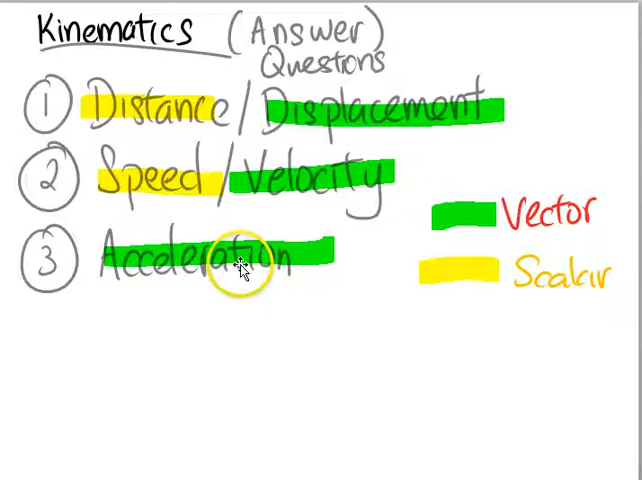 Kinematics (Answer)
Questions
1 Distance / Displacement
2 Speed / Velocity
3 Acceleration
Vector
Scalar